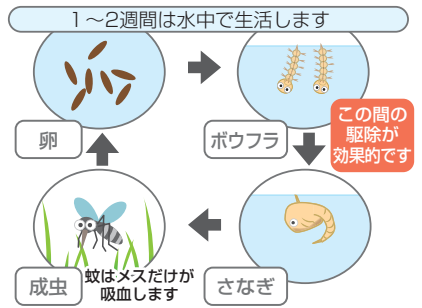 1〜2週間は水中で生活します
卵
ボウフラ
この間の
駆除が
効果的です
成虫
蚊はメスだけが
吸血します
さなぎ